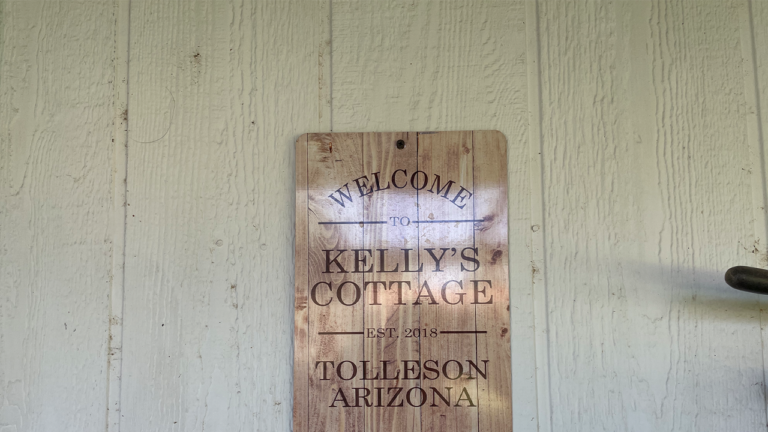 WELCOME
TO
KELLY'S
COTTAGE
EST. 2018
TOLLESON
ARIZONA